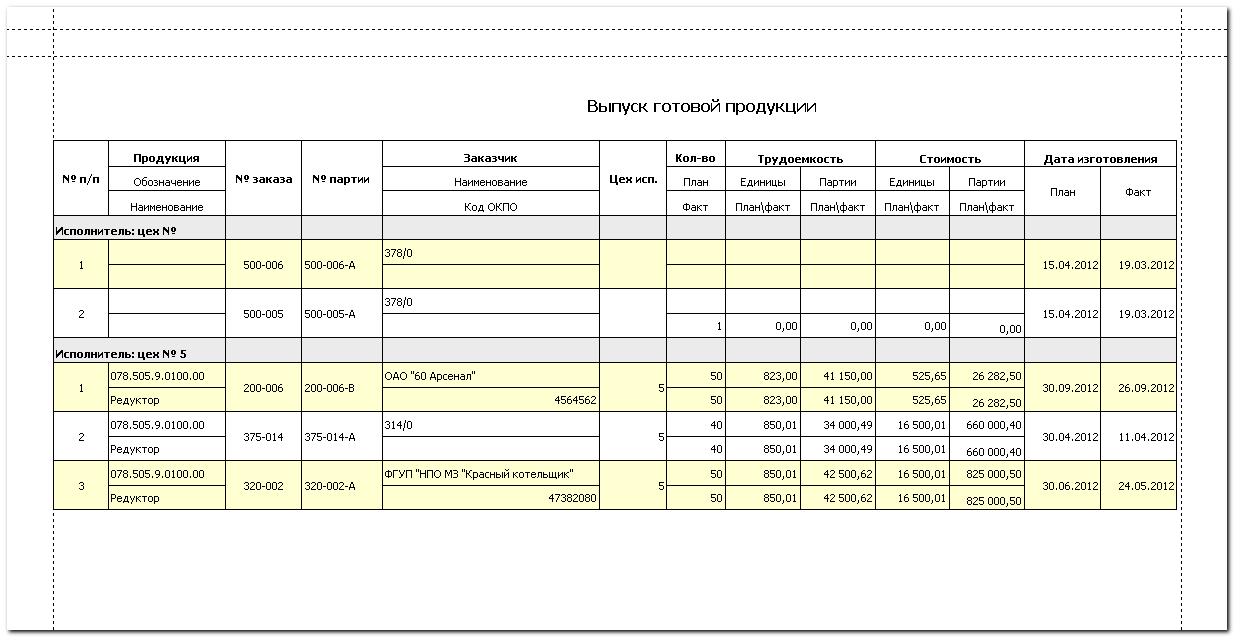 Выпуск готовой продукции
№ п/п Продукция № заказа № партии Заказчик Цех исп. Кол-во Трудоемкость Стоимость Дата изготовления
Обозначение Наименование План Единицы Партии Единицы Партии План Факт
Наименование Код ОКПО Факт План\факт План\факт План\факт План\факт
Исполнитель: цех №
1 500-006 500-006-А 378/0 15.04.2012 19.03.2012
2 500-005 500-005-А 378/0 15.04.2012 19.03.2012
1 0,00 0,00 0,00 0,00
Исполнитель: цех № 5
078.505.9.0100.00 ОАО "60 Арсенал" 50 823,00 41 150,00 525,65 26 282,50
1 200-006 200-006-В 5 30.09.2012 26.09.2012
Редуктор 4564562 50 823,00 41 150,00 525,65 26 282,50
078.505.9.0100.00 314/0 40 850,01 34 000,49 16 500,01 660 000,40
2 375-014 375-014-А 5 30.04.2012 11.04.2012
Редуктор 40 850,01 34 000,49 16 500,01 660 000,40
078.505.9.0100.00 ФГУП "НПО МЗ "Красный котельщик" 50 850,01 42 500,62 16 500,01 825 000,50
3 320-002 320-002-А 5 30.06.2012 24.05.2012
Редуктор 47382080 50 850,01 42 500,62 16 500,01 825 000,50